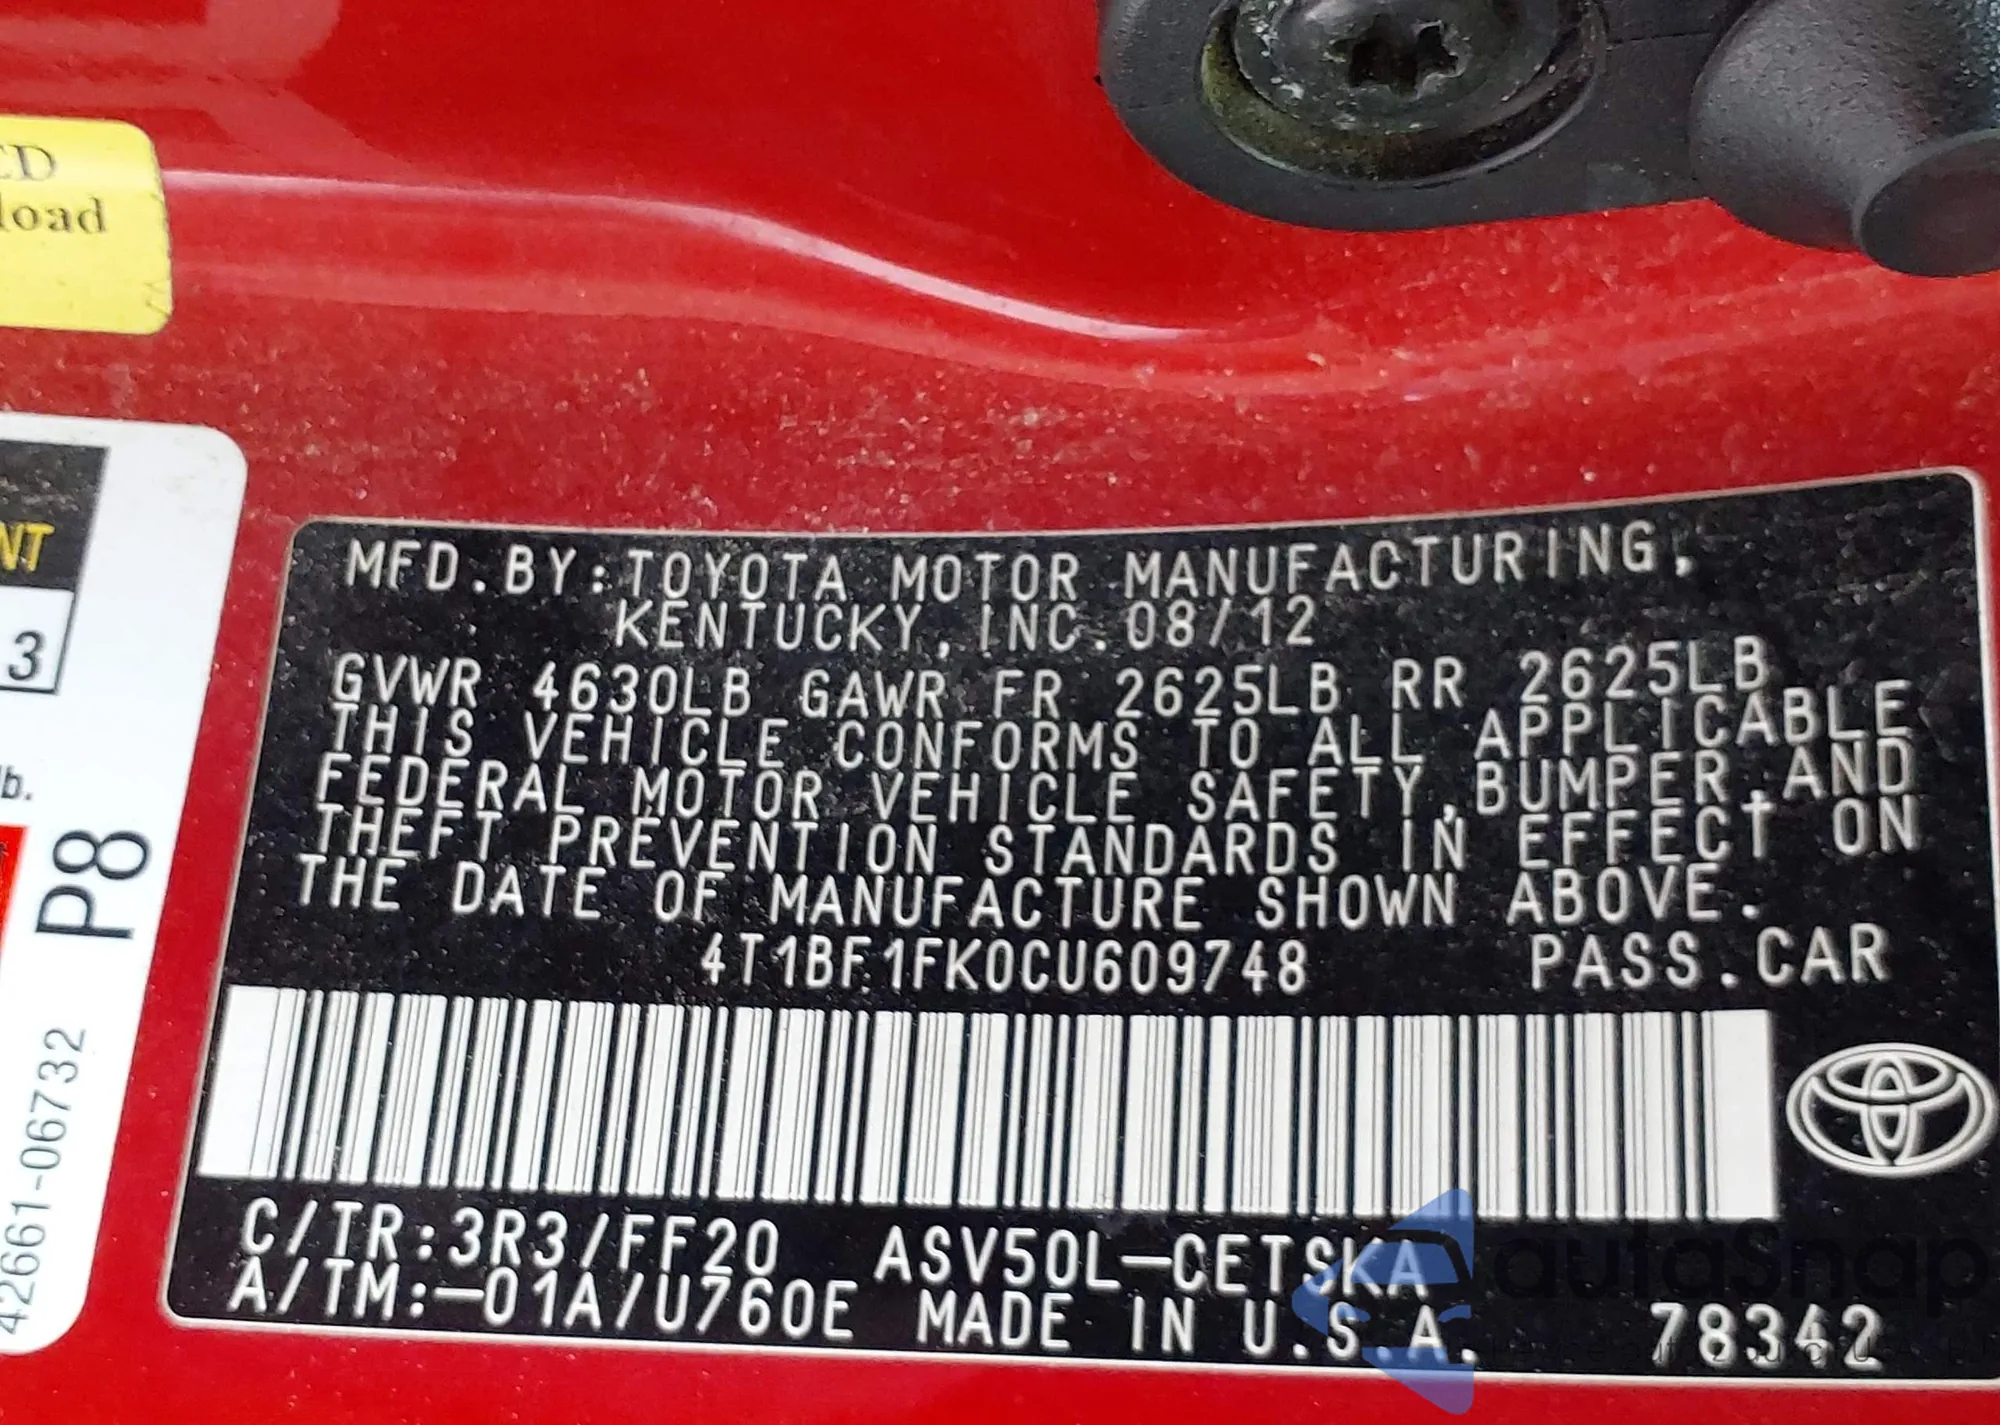 CD
load
NT
3
lb.
P8
42661-06732
MFD.BY:TOYOTA MOTOR MANUFACTURING,
KENTUCKY,INC.08/12
GVWR 4630LB GAWR FR 2625LB RR 2625LB
THIS VEHICLE CONFORMS TO ALL APPLICABLE
FEDERAL MOTOR VEHICLE SAFETY,BUMPER,AND
THEFT PREVENTION STANDARDS IN EFFECT ON
THE DATE OF MANUFACTURE SHOWN ABOVE.
4T1BF1FK0CU609748 PASS.CAR
C/TR:3R3/FF20 ASV50L-CETSKA
A/TM:-01A/U760E MADE IN U.S.A. 78342
autoSnap